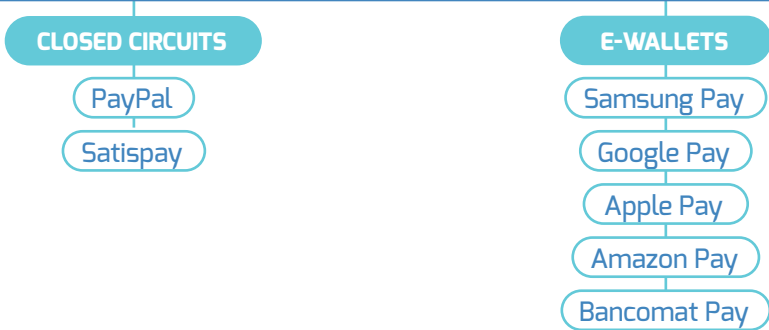 CLOSED CIRCUITS
PayPal
Satispay
E-WALLETS
Samsung Pay
Google Pay
Apple Pay
Amazon Pay
Bancomat Pay